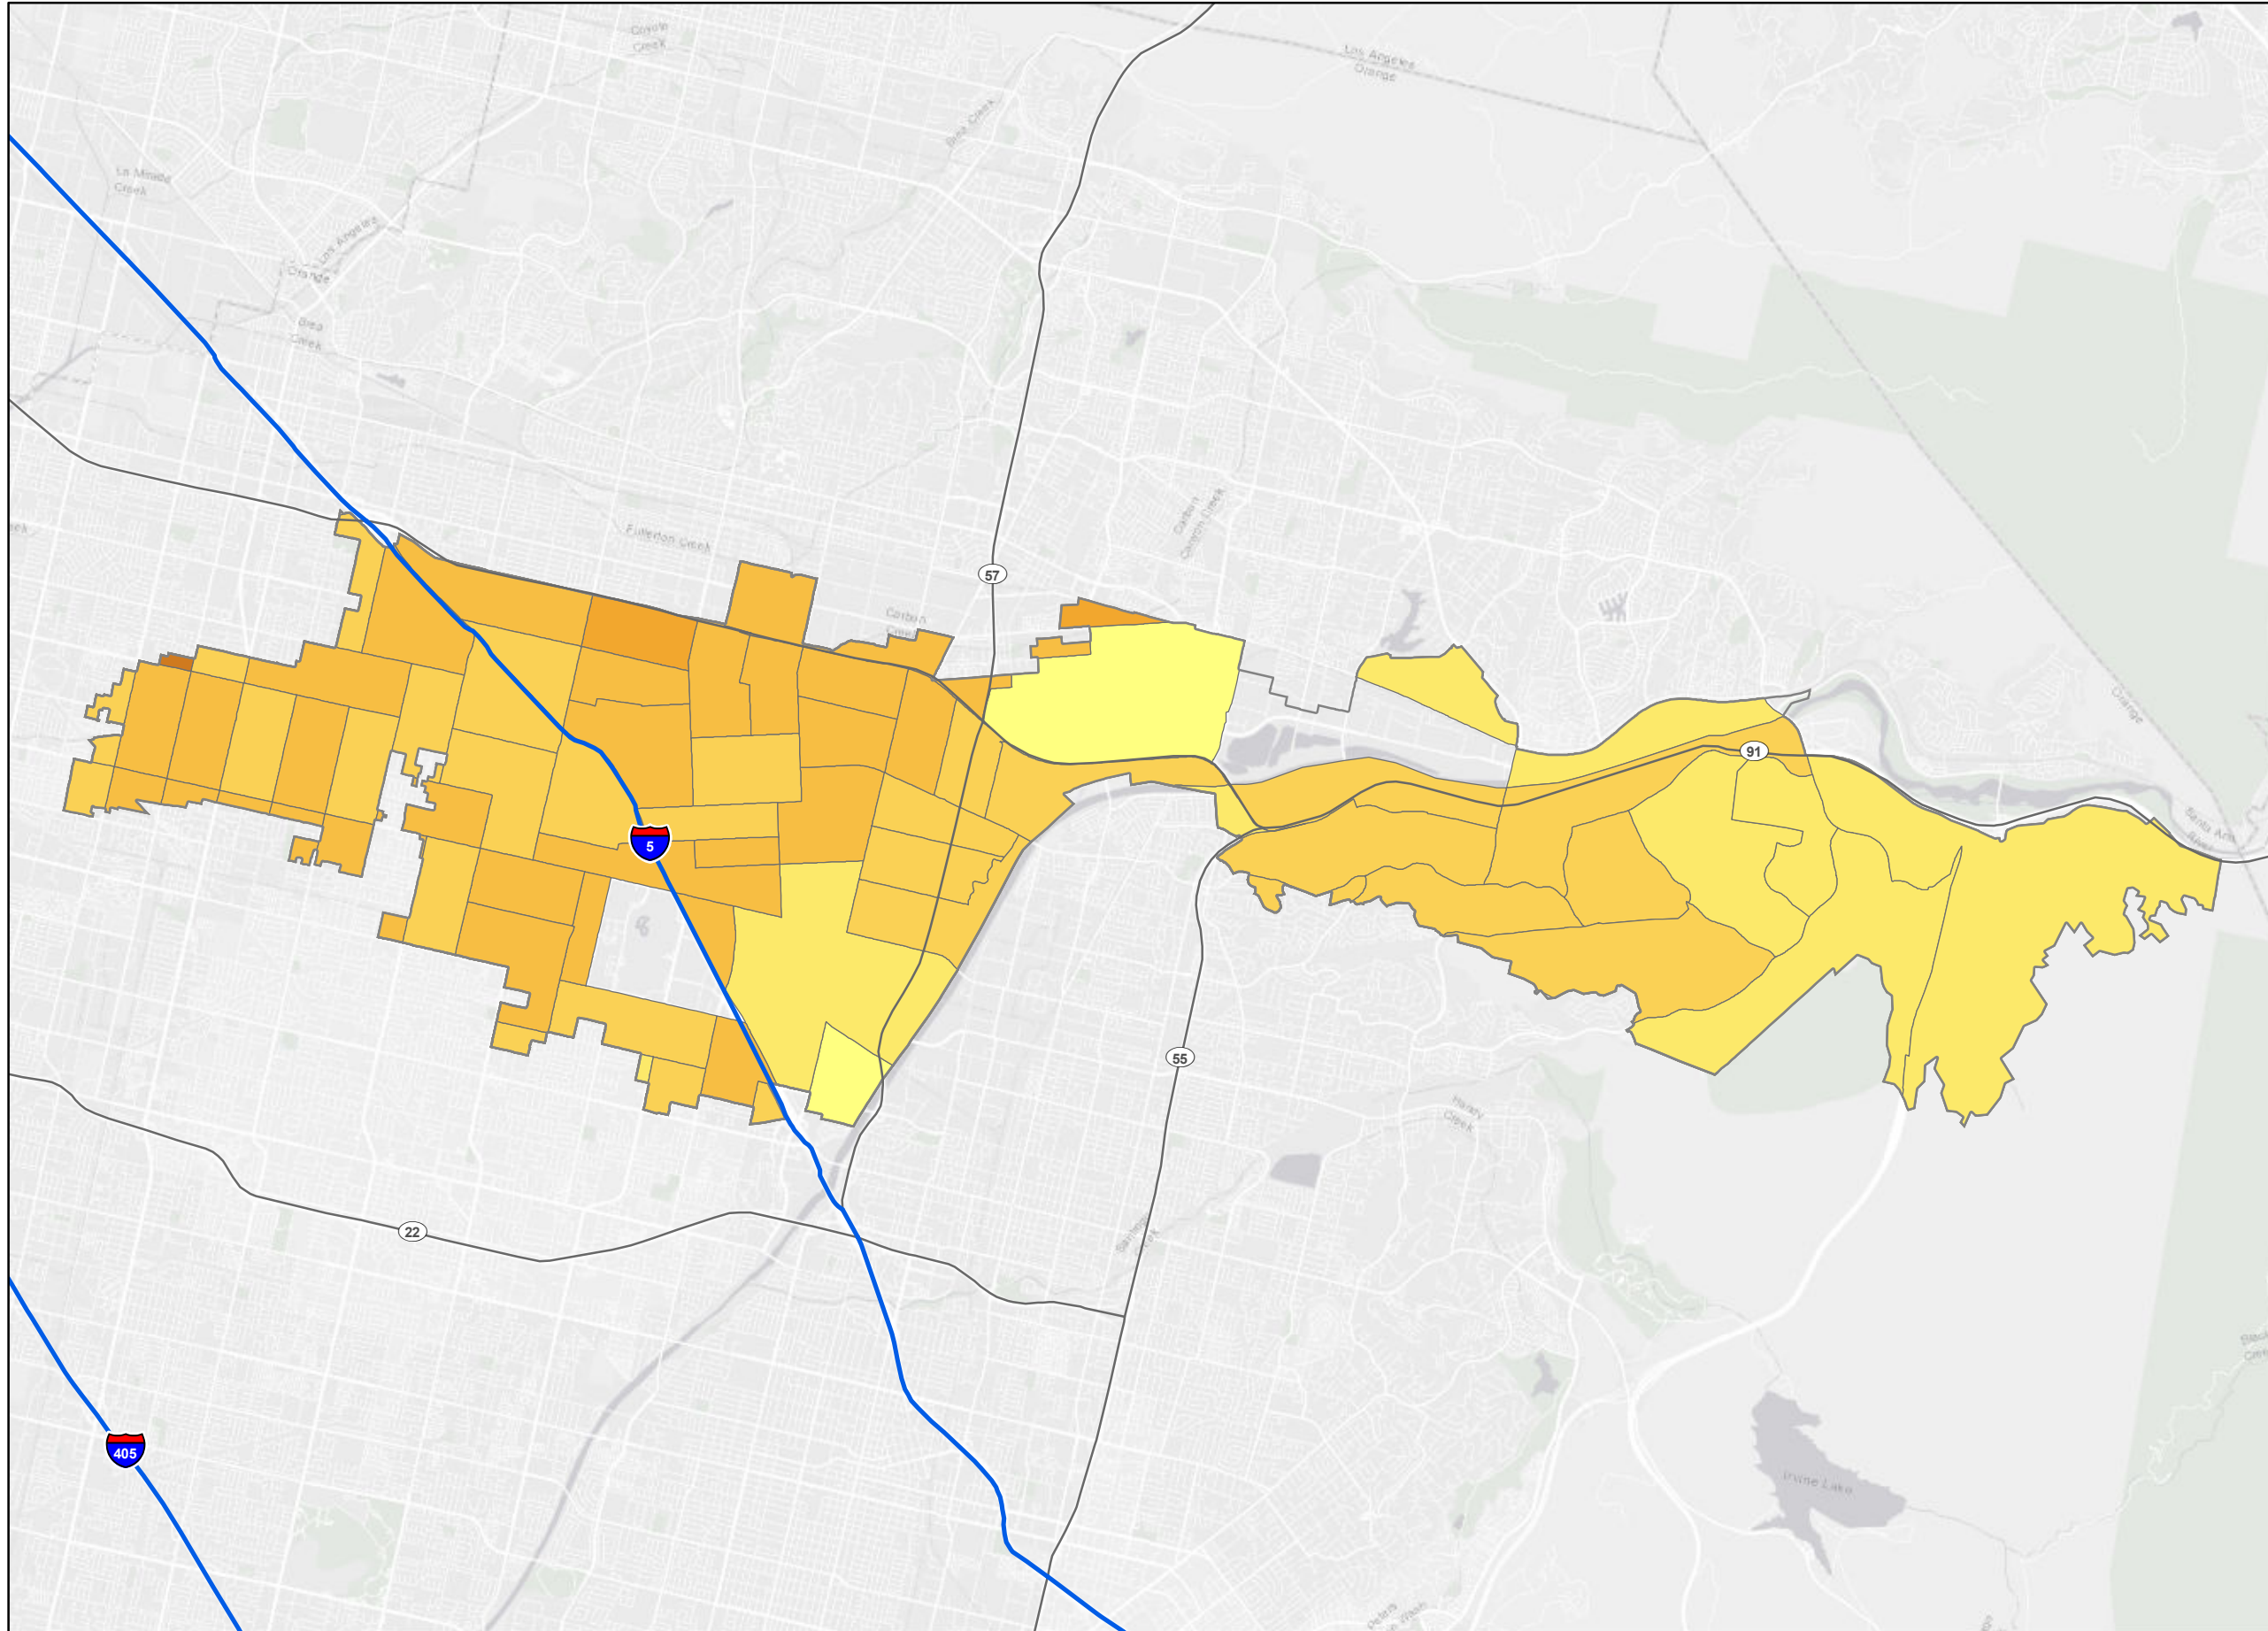 Coyote
Creek
Los Angeles
Orange
Brea Creek
La Mirada
Creek
Los Angeles
Orange
Brea
Creek
Carbon
Canyon Creek
Fullerton Creek
eek
57
Carbon
Creek
Orange
91
Santa Ana
River
5
55
Handy
Creek
22
Santiago
Creek
405
Irvine Lake
Peters
Wash